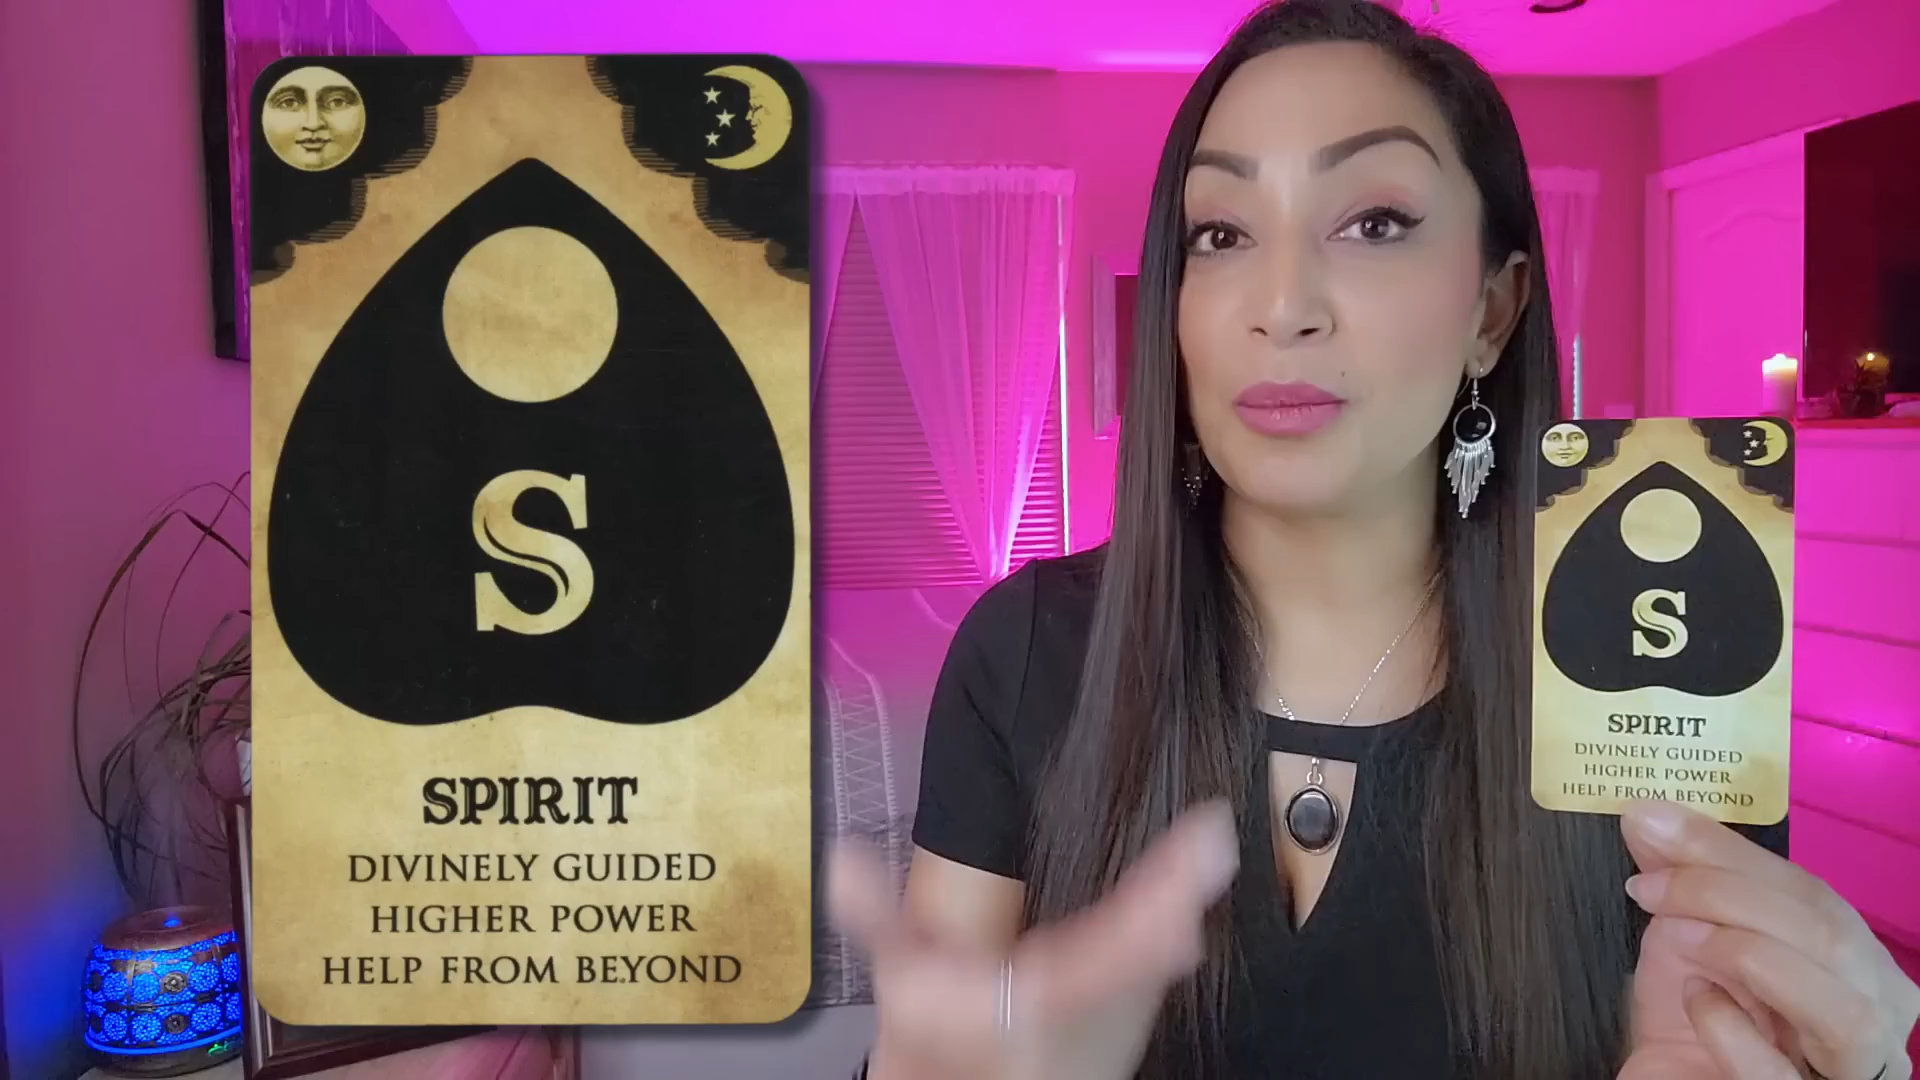 S
SPIRIT
DIVINELY GUIDED
HIGHER POWER
HELP FROM BEYOND
S
SPIRIT
DIVINELY GUIDED
HIGHER POWER
HELP FROM BEYOND